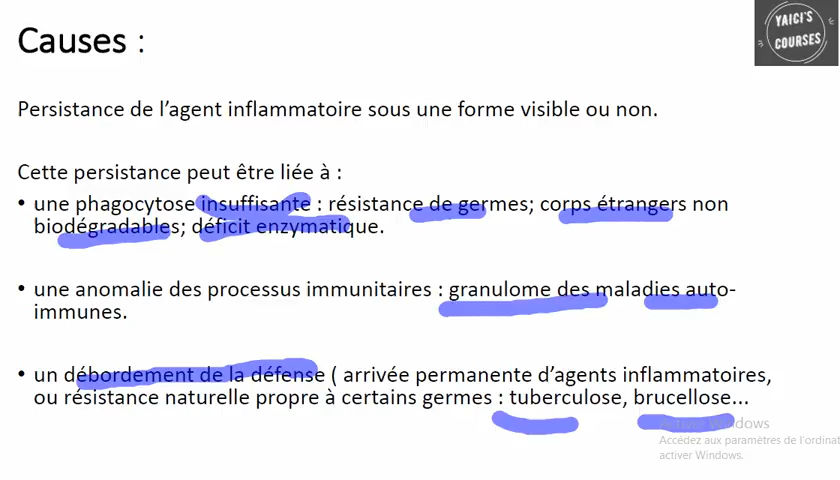 YAICI'S
COURSES
Causes :
Persistance de l'agent inflammatoire sous une forme visible ou non.
Cette persistance peut être liée à :
• une phagocytose insuffisante : résistance de germes; corps étrangers non
biodégradables; déficit enzymatique.
• une anomalie des processus immunitaires : granulome des maladies auto-
immunes.
• un débordement de la défense ( arrivée permanente d'agents inflammatoires,
ou résistance naturelle propre à certains germes : tuberculose, brucellose...
Activer Windows
Accédez aux paramètres de l'ordinat
activer Windows.